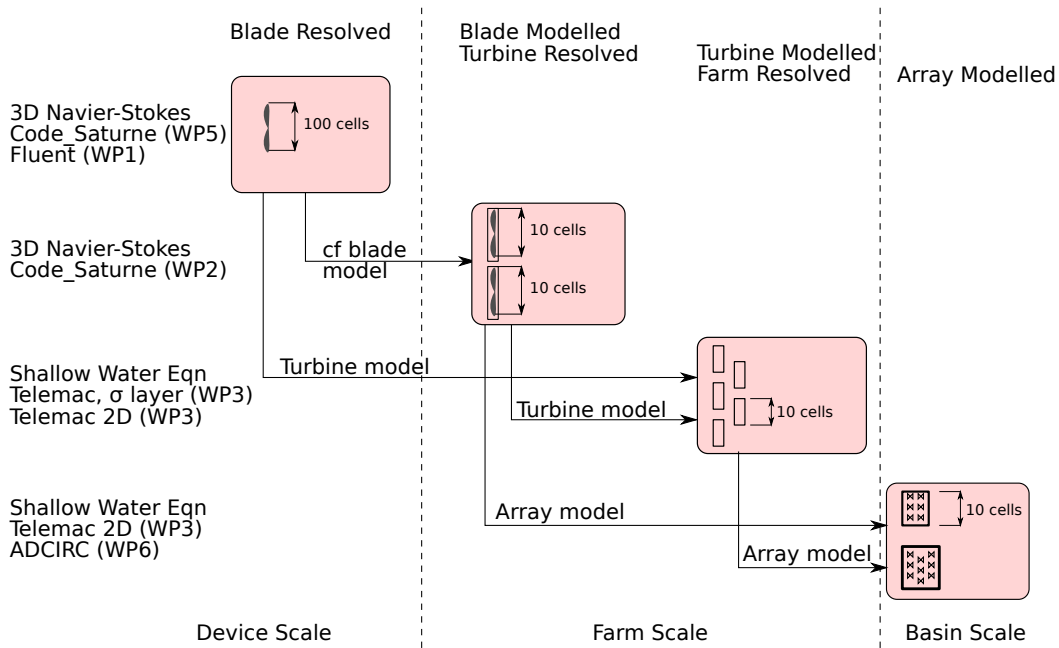 Blade Resolved
Blade Modelled
Turbine Resolved
Turbine Modelled
Farm Resolved
Array Modelled
3D Navier-Stokes
Code_Saturne (WP5)
Fluent (WP1)
100 cells
3D Navier-Stokes
Code_Saturne (WP2)
cf blade
model
10 cells
10 cells
Shallow Water Eqn
Telemac, σ layer (WP3)
Telemac 2D (WP3)
Turbine model
Turbine model
10 cells
Shallow Water Eqn
Telemac 2D (WP3)
ADCIRC (WP6)
Array model
Array model
10 cells
Device Scale
Farm Scale
Basin Scale